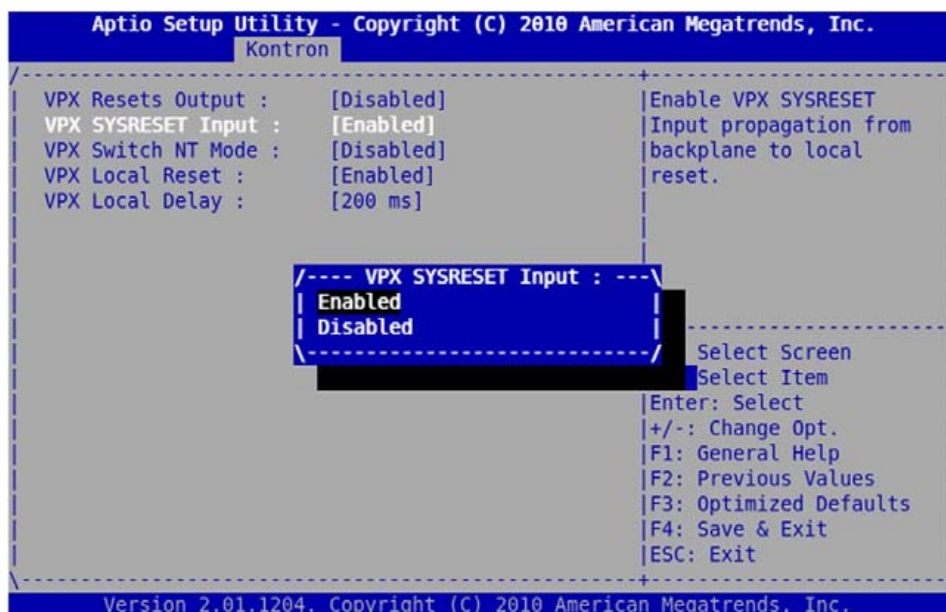 Aptio Setup Utility - Copyright (C) 2010 American Megatrends, Inc.
Kontron
VPX Resets Output : [Disabled]
VPX SYSRESET Input : [Enabled]
VPX Switch NT Mode : [Disabled]
VPX Local Reset : [Enabled]
VPX Local Delay : [200 ms]
Enable VPX SYSRESET
Input propagation from
backplane to local
reset.
VPX SYSRESET Input :
Enabled
Disabled
Select Screen
Select Item
Enter: Select
+/-: Change Opt.
F1: General Help
F2: Previous Values
F3: Optimized Defaults
F4: Save & Exit
ESC: Exit
Version 2.01.1204. Copyright (C) 2010 American Megatrends, Inc.